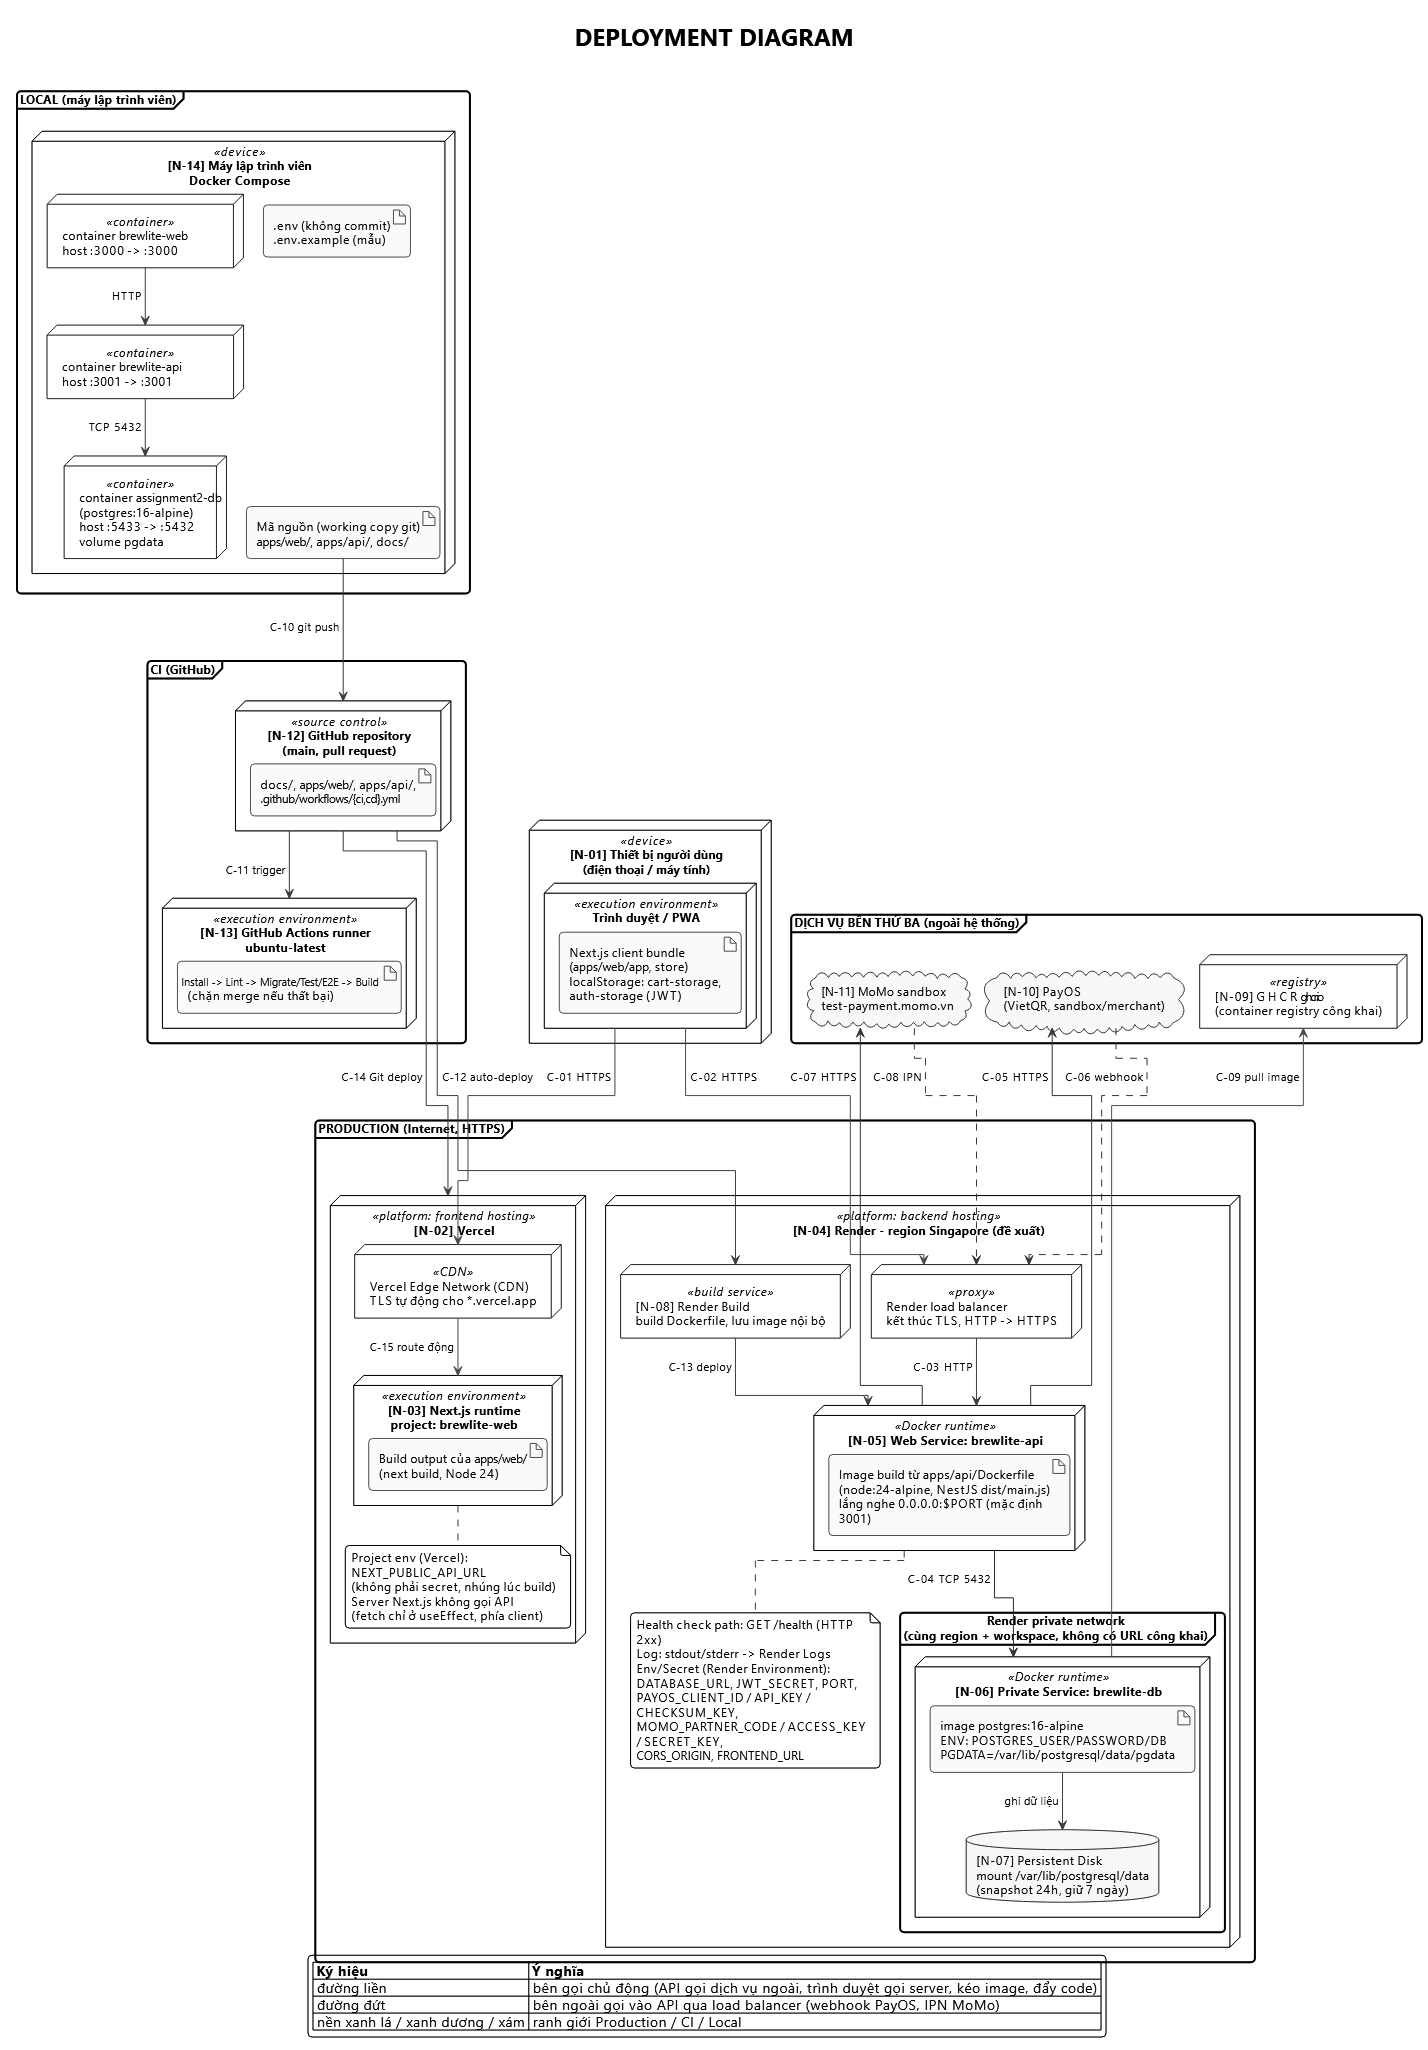 DEPLOYMENT DIAGRAM
LOCAL (máy lập trình viên)
«device»
[N-14] Máy lập trình viên
Docker Compose
«container»
container brewlite-web
host :3000 -> :3000
.env (không commit)
.env.example (mẫu)
HTTP
«container»
container brewlite-api
host :3001 -> :3001
TCP 5432
«container»
container assignment2-db
(postgres:16-alpine)
host :5433 -> :5432
volume pgdata
Mã nguồn (working copy git)
apps/web/, apps/api/, docs/
C-10 git push
CI (GitHub)
«source control»
[N-12] GitHub repository
(main, pull request)
docs/, apps/web/, apps/api/,
.github/workflows/{ci,cd}.yml
C-11 trigger
«execution environment»
[N-13] GitHub Actions runner
ubuntu-latest
Install -> Lint -> Migrate/Test/E2E -> Build
(chặn merge nếu thất bại)
«device»
[N-01] Thiết bị người dùng
(điện thoại / máy tính)
«execution environment»
Trình duyệt / PWA
Next.js client bundle
(apps/web/app, store)
localStorage: cart-storage,
auth-storage (JWT)
DỊCH VỤ BÊN THỨ BA (ngoài hệ thống)
[N-11] MoMo sandbox
test-payment.momo.vn
[N-10] PayOS
(VietQR, sandbox/merchant)
«registry»
[N-09] GHCR
(container registry công khai)
C-14 Git deploy
C-12 auto-deploy
C-01 HTTPS
C-02 HTTPS
C-07 HTTPS
C-08 IPN
C-05 HTTPS
C-06 webhook
C-09 pull image
PRODUCTION (Internet, HTTPS)
«platform: frontend hosting»
[N-02] Vercel
«CDN»
Vercel Edge Network (CDN)
TLS tự động cho *.vercel.app
C-15 route động
«execution environment»
[N-03] Next.js runtime
project: brewlite-web
Build output của apps/web/
(next build, Node 24)
Project env (Vercel):
NEXT_PUBLIC_API_URL
(không phải secret, nhúng lúc build)
Server Next.js không gọi API
(fetch chỉ ở useEffect, phía client)
«platform: backend hosting»
[N-04] Render - region Singapore (đề xuất)
«build service»
[N-08] Render Build
build Dockerfile, lưu image nội bộ
«proxy»
Render load balancer
kết thúc TLS, HTTP -> HTTPS
C-13 deploy
C-03 HTTP
«Docker runtime»
[N-05] Web Service: brewlite-api
Image build từ apps/api/Dockerfile
(node:24-alpine, NestJS dist/main.js)
lắng nghe 0.0.0.0:$PORT (mặc định
3001)
C-04 TCP 5432
Health check path: GET /health (HTTP
2xx)
Log: stdout/stderr -> Render Logs
Env/Secret (Render Environment):
DATABASE_URL, JWT_SECRET, PORT,
PAYOS_CLIENT_ID / API_KEY /
CHECKSUM_KEY,
MOMO_PARTNER_CODE / ACCESS_KEY
/ SECRET_KEY,
CORS_ORIGIN, FRONTEND_URL
Render private network
(cùng region + workspace, không có URL công khai)
«Docker runtime»
[N-06] Private Service: brewlite-db
image postgres:16-alpine
ENV: POSTGRES_USER/PASSWORD/DB
PGDATA=/var/lib/postgresql/data/pgdata
ghi dữ liệu
[N-07] Persistent Disk
mount /var/lib/postgresql/data
(snapshot 24h, giữ 7 ngày)
Ký hiệu Ý nghĩa
đường liền bên gọi chủ động (API gọi dịch vụ ngoài, trình duyệt gọi server, kéo image, đẩy code)
đường đứt bên ngoài gọi vào API qua load balancer (webhook PayOS, IPN MoMo)
nền xanh lá / xanh dương / xám ranh giới Production / CI / Local